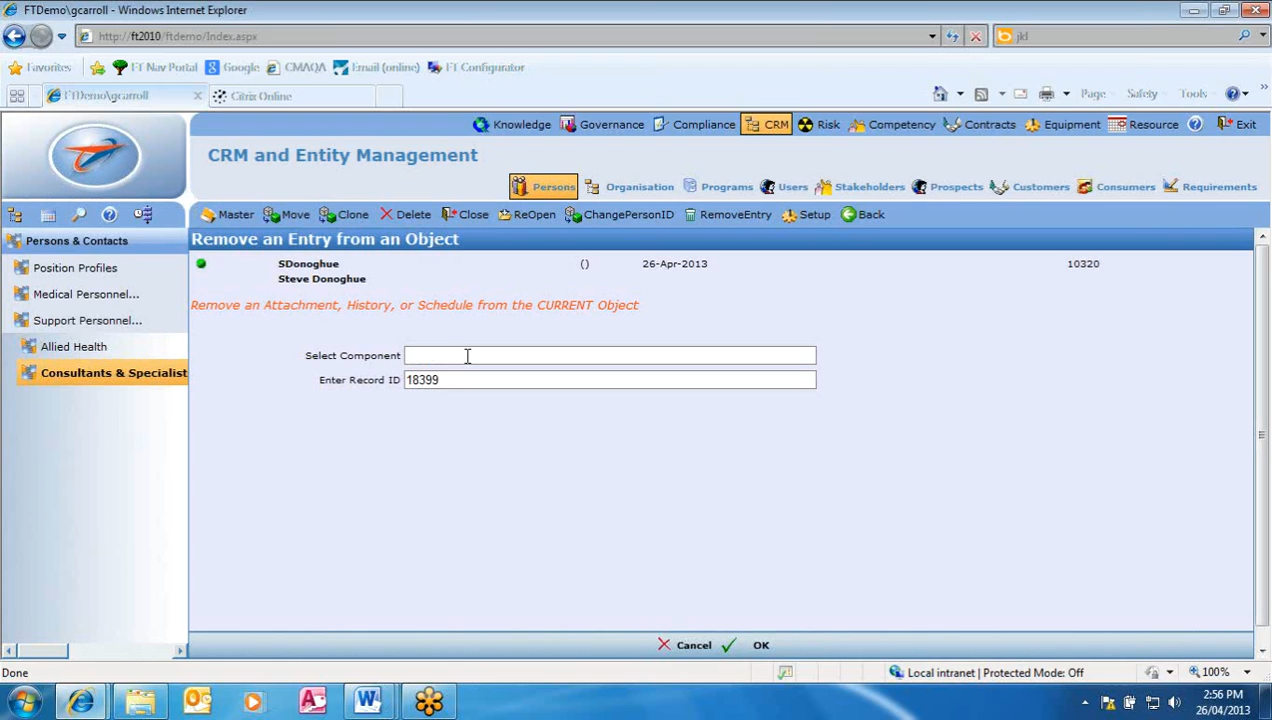 FTDemo\gcarroll - Windows Internet Explorer
http://ft2010/ftdemo/Index.aspx
jkl
Favorites FT Nav Portal Google CMAQA Email (online) FT Configurator
FTDemo\gcarroll x Citrix Online
Page Safety Tools
Knowledge Governance Compliance CRM Risk Competency Contracts Equipment Resource Exit
CRM and Entity Management
Persons Organisation Programs Users Stakeholders Prospects Customers Consumers Requirements
Master Move Clone Delete Close ReOpen ChangePersonID RemoveEntry Setup Back
Persons & Contacts
Position Profiles
Medical Personnel...
Support Personnel...
Allied Health
Consultants & Specialist
Remove an Entry from an Object
SDonoghue () 26-Apr-2013 10320
Steve Donoghue
Remove an Attachment, History, or Schedule from the CURRENT Object
Select Component
Enter Record ID 18399
Cancel OK
Done Local intranet | Protected Mode: Off 100%
2:56 PM
26/04/2013